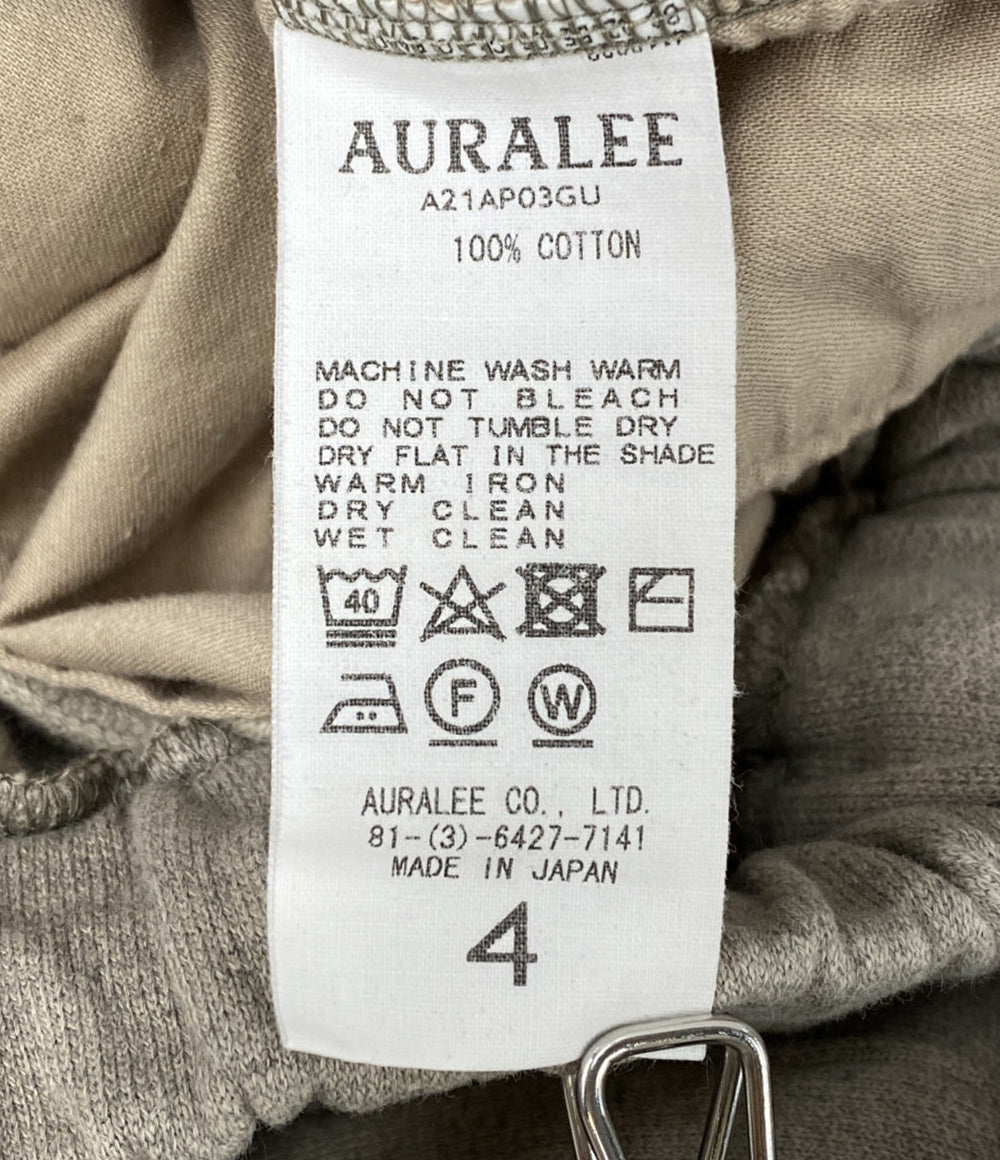 AURALEE
A21AP03GU
100% COTTON
MACHINE WASH WARM
DO NOT BLEACH
DO NOT TUMBLE DRY
DRY FLAT IN THE SHADE
WARM IRON
DRY CLEAN
WET CLEAN
40
F
W
AURALEE CO., LTD.
81-(3)-6427-7141
MADE IN JAPAN
4